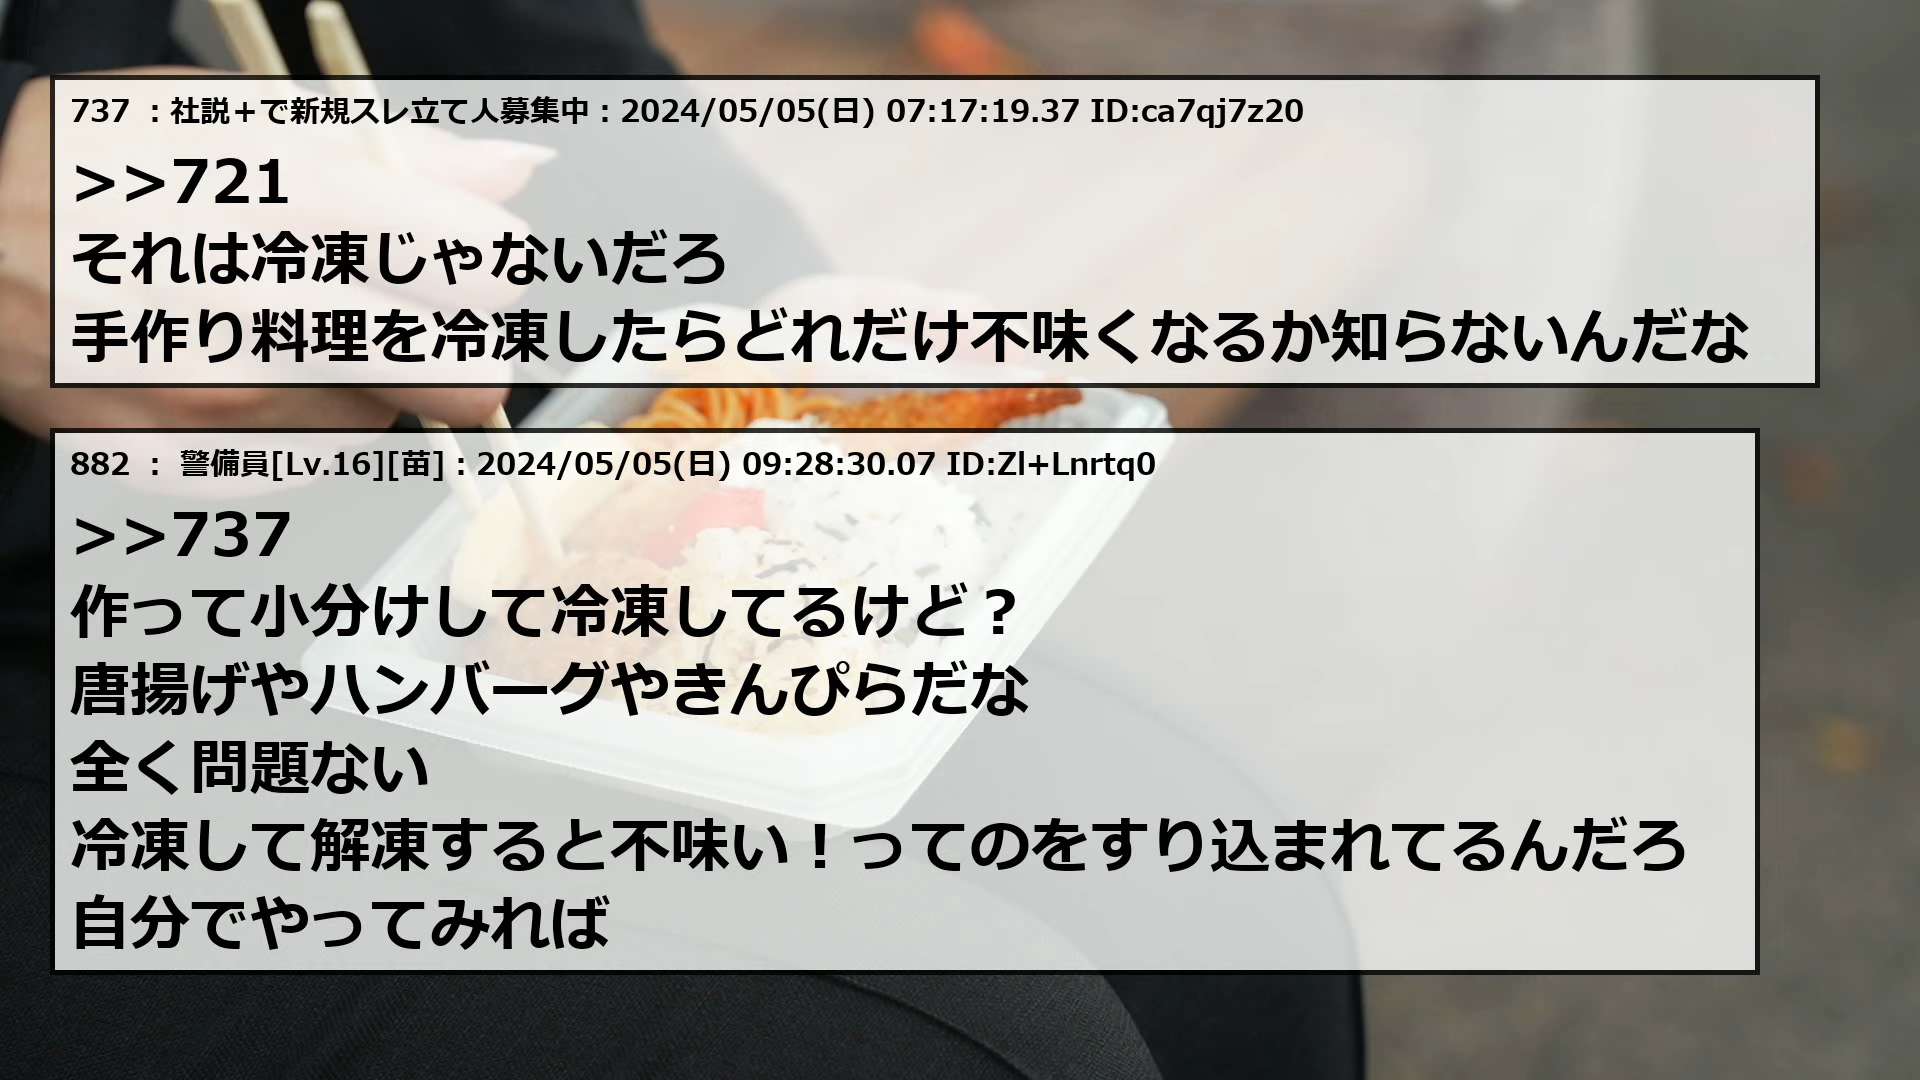 737 ：社説＋で新規スレ立て人募集中：2024/05/05(日) 07:17:19.37 ID:ca7qj7z20
>>721
それは冷凍じゃないだろ
手作り料理を冷凍したらどれだけ不味くなるか知らないんだな
882 ： 警備員[Lv.16][苗]：2024/05/05(日) 09:28:30.07 ID:Zl+Lnrtq0
>>737
作って小分けして冷凍してるけど？
唐揚げやハンバーグやきんぴらだな
全く問題ない
冷凍して解凍すると不味い！ってのをすり込まれてるんだろ
自分でやってみれば